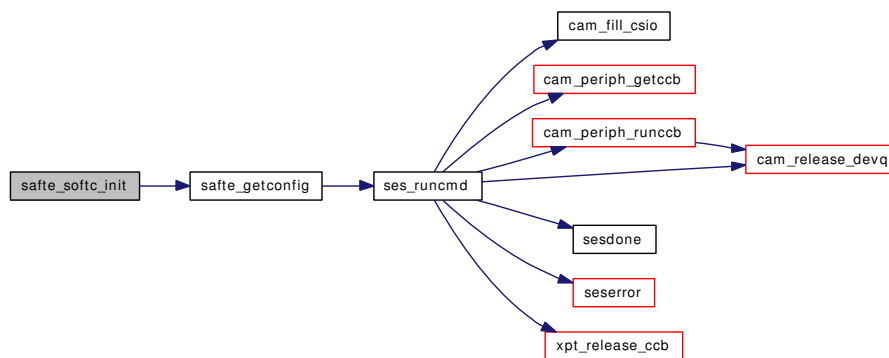 safte_softc_init
safte_getconfig
ses_runcmd
cam_fill_csio
cam_periph_getccb
cam_periph_runccb
cam_release_devq
sesdone
seserror
xpt_release_ccb